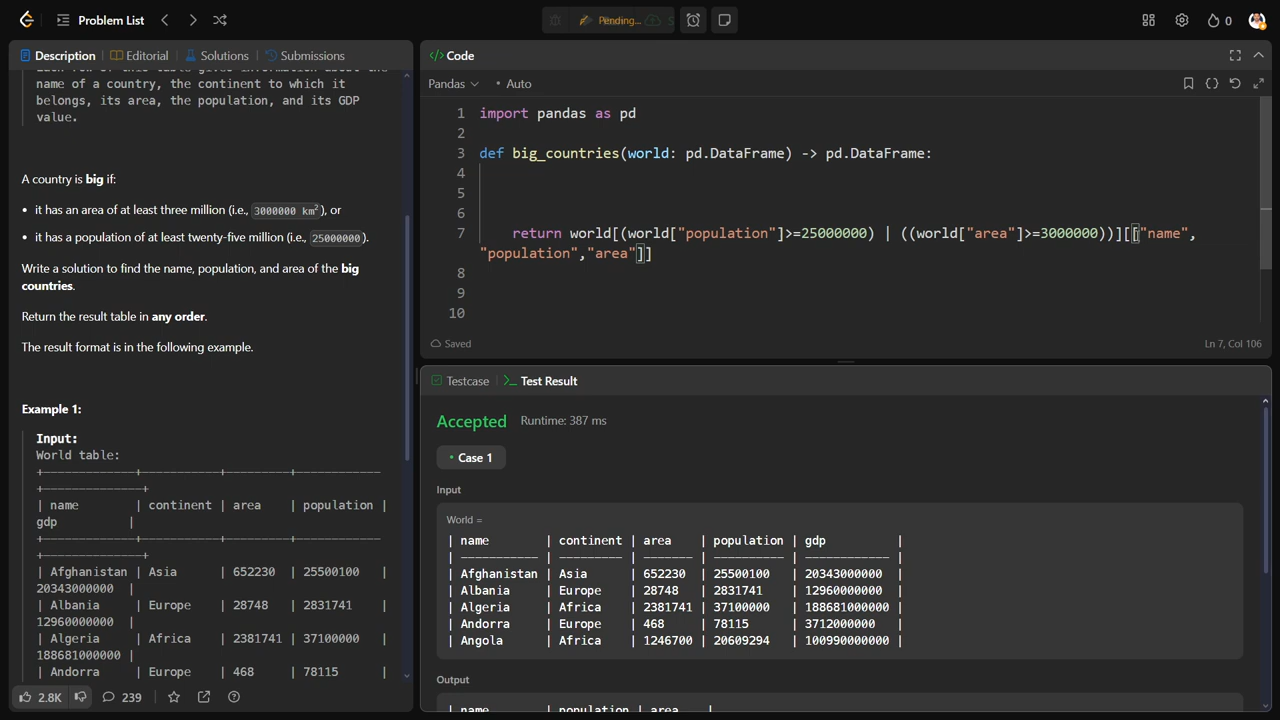 Problem List
Pending...
0
Description
Editorial
Solutions
Submissions
name of a country, the continent to which it
belongs, its area, the population, and its GDP
value.
A country is big if:
• it has an area of at least three million (i.e., 3000000 km²), or
• it has a population of at least twenty-five million (i.e., 25000000).
Write a solution to find the name, population, and area of the big
countries.
Return the result table in any order.
The result format is in the following example.
Example 1:
Input:
World table:
+-------------+-----------+---------+------------
+--------------+
| name        | continent | area    | population |
gdp          |
+-------------+-----------+---------+------------
+--------------+
| Afghanistan | Asia      | 652230  | 25500100   |
20343000000  |
| Albania     | Europe    | 28748   | 2831741    |
12960000000  |
| Algeria     | Africa    | 2381741 | 37100000   |
188681000000 |
| Andorra     | Europe    | 468     | 78115      |
2.8K
239
</> Code
Pandas
• Auto
1 import pandas as pd
2
3 def big_countries(world: pd.DataFrame) -> pd.DataFrame:
4
5
6
7     return world[(world["population"]>=25000000) | ((world["area"]>=3000000))][["name",
"population","area"]]
8
9
10
Saved
Ln 7, Col 106
Testcase
Test Result
Accepted
Runtime: 387 ms
• Case 1
Input
World =
| name        | continent | area    | population | gdp          |
| ----------- | --------- | ------- | ---------- | ------------ |
| Afghanistan | Asia      | 652230  | 25500100   | 20343000000  |
| Albania     | Europe    | 28748   | 2831741    | 12960000000  |
| Algeria     | Africa    | 2381741 | 37100000   | 188681000000 |
| Andorra     | Europe    | 468     | 78115      | 3712000000   |
| Angola      | Africa    | 1246700 | 20609294   | 100990000000 |
Output
| name        | population | area    |